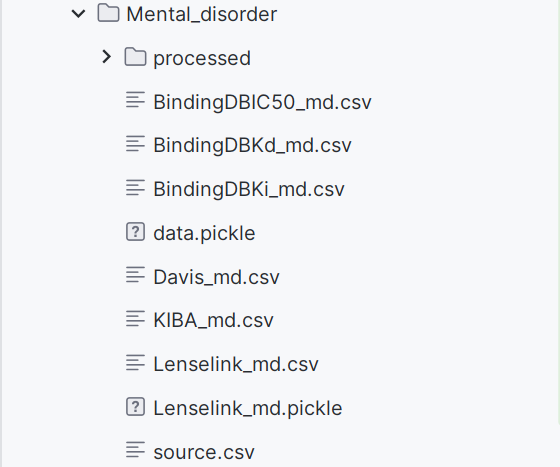 Mental_disorder
processed
BindingDBIC50_md.csv
BindingDBKd_md.csv
BindingDBKi_md.csv
data.pickle
Davis_md.csv
KIBA_md.csv
Lenselink_md.csv
Lenselink_md.pickle
source.csv